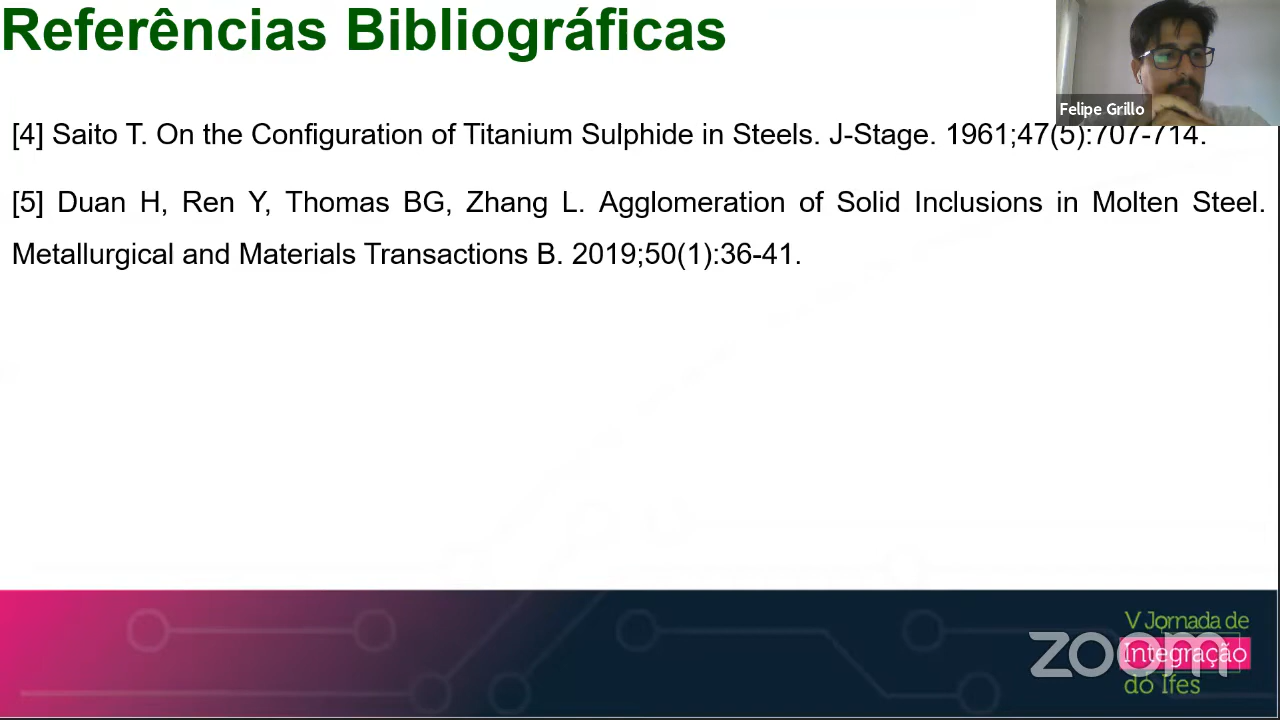 Referências Bibliográficas
Felipe Grillo
[4] Saito T. On the Configuration of Titanium Sulphide in Steels. J-Stage. 1961;47(5):707-714.
[5] Duan H, Ren Y, Thomas BG, Zhang L. Agglomeration of Solid Inclusions in Molten Steel.
Metallurgical and Materials Transactions B. 2019;50(1):36-41.
V Jornada de
Integração
do Ifes
zoom